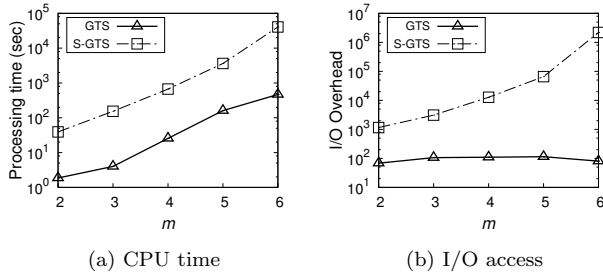 GTS
S-GTS
Processing time (sec)
10^5
10^4
10^3
10^2
10^1
10^0
2 3 4 5 6
m
(a) CPU time
GTS
S-GTS
I/O Overhead
10^7
10^6
10^5
10^4
10^3
10^2
10^1
2 3 4 5 6
m
(b) I/O access